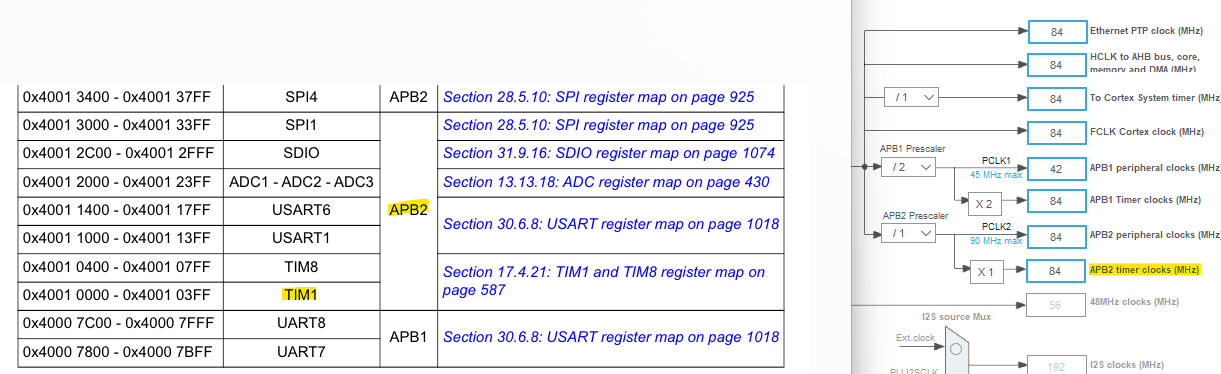 0x4001 3400 - 0x4001 37FF SPI4 APB2 Section 28.5.10: SPI register map on page 925
0x4001 3000 - 0x4001 33FF SPI1 Section 28.5.10: SPI register map on page 925
0x4001 2C00 - 0x4001 2FFF SDIO Section 31.9.16: SDIO register map on page 1074
0x4001 2000 - 0x4001 23FF ADC1 - ADC2 - ADC3 Section 13.13.18: ADC register map on page 430
0x4001 1400 - 0x4001 17FF USART6
APB2
Section 30.6.8: USART register map on page 1018
0x4001 1000 - 0x4001 13FF USART1
0x4001 0400 - 0x4001 07FF TIM8
Section 17.4.21: TIM1 and TIM8 register map on
page 587
0x4001 0000 - 0x4001 03FF TIM1
0x4000 7C00 - 0x4000 7FFF UART8
APB1
Section 30.6.8: USART register map on page 1018
0x4000 7800 - 0x4000 7BFF UART7
84 Ethernet PTP clock (MHz)
84 HCLK to AHB bus, core,
memory and DMA (MHz)
/ 1 84 To Cortex System timer (MHz)
84 FCLK Cortex clock (MHz)
APB1 Prescaler
/ 2 PCLK1 42 APB1 peripheral clocks (MHz)
45 MHz max
X 2 84 APB1 Timer clocks (MHz)
APB2 Prescaler
/ 1 PCLK2 84 APB2 peripheral clocks (MHz)
90 MHz max
X 1 84 APB2 timer clocks (MHz)
56 48MHz clocks (MHz)
I2S source Mux
Ext.clock
192 I2S clocks (MHz)
PLLI2SCLK